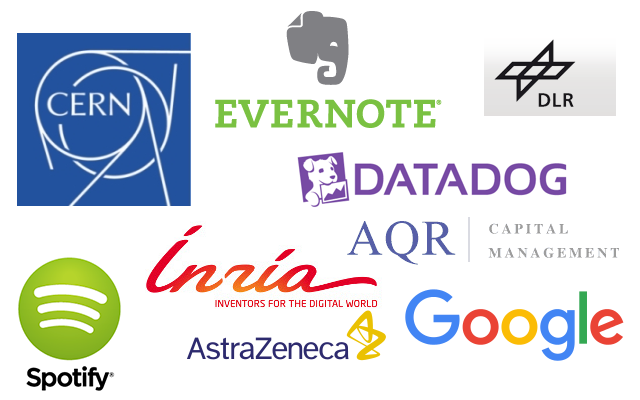 CERN
EVERNOTE®
DLR
DATADOG
AQR
CAPITAL
MANAGEMENT
inria
INVENTORS FOR THE DIGITAL WORLD
Spotify®
AstraZeneca
Google